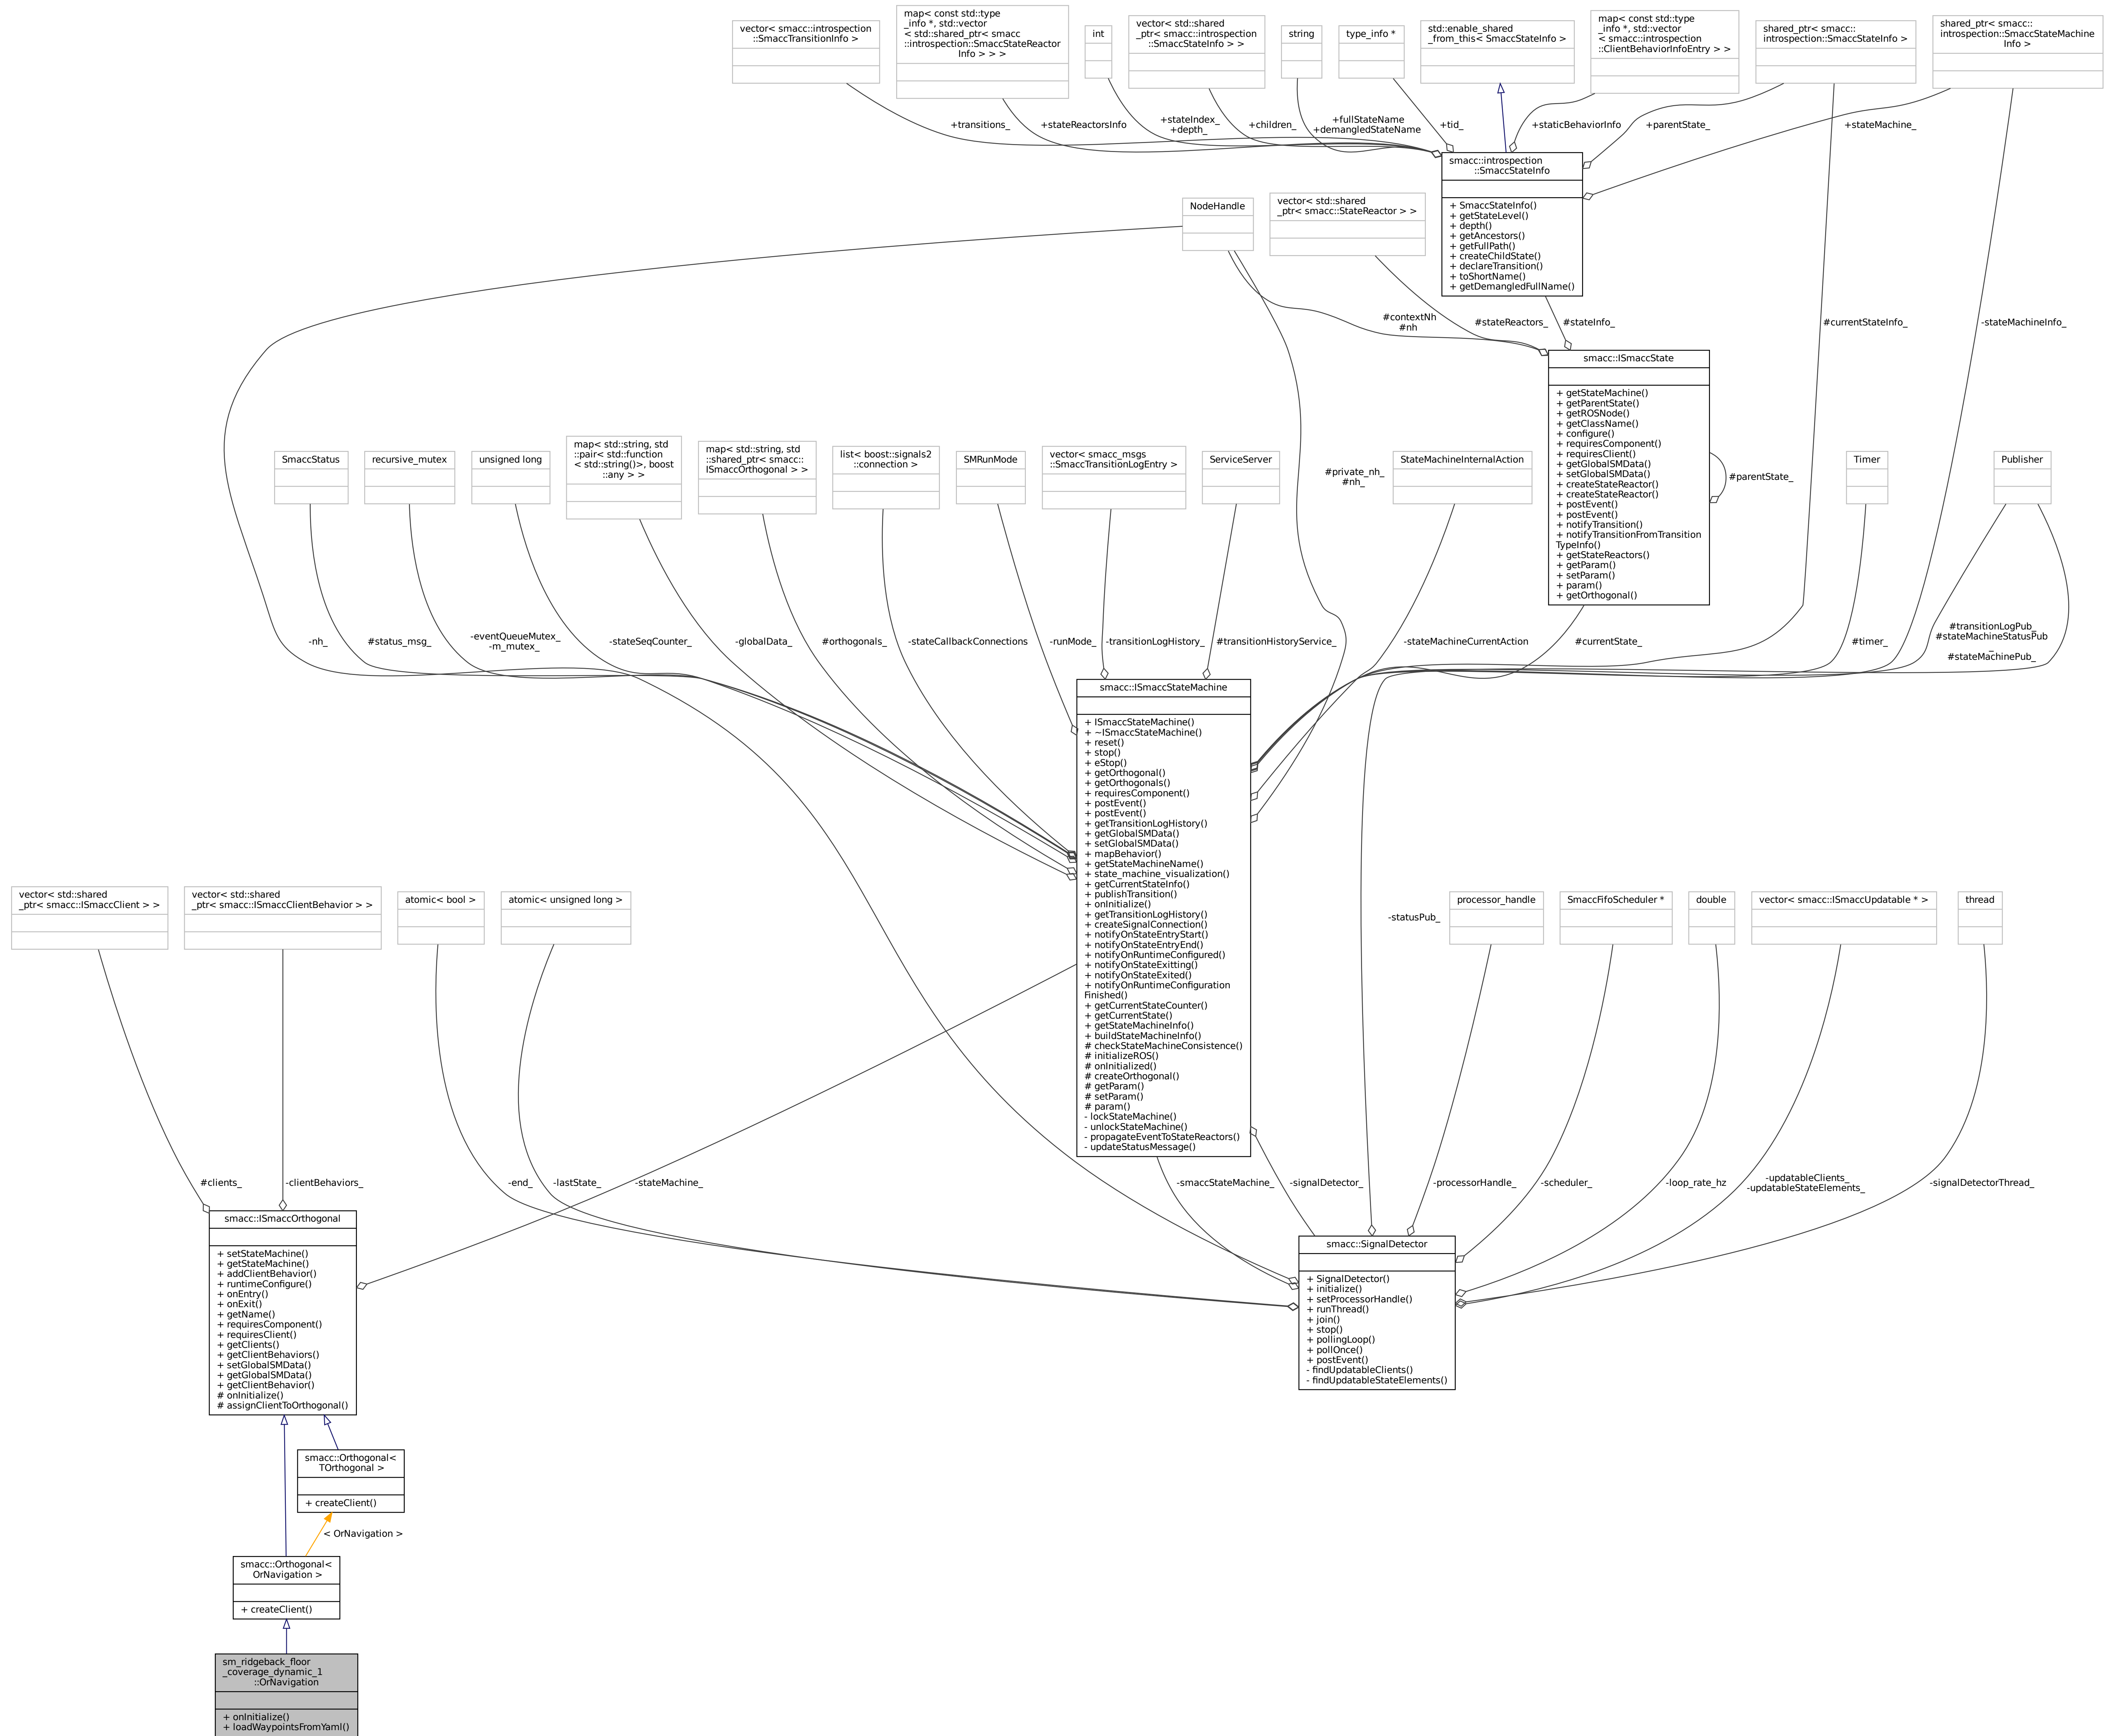 vector< smacc::introspection
::SmaccTransitionInfo >
map< const std::type
_info *, std::vector
< std::shared_ptr< smacc
::introspection::SmaccStateReactor
Info > > >
int
vector< std::shared
_ptr< smacc::introspection
::SmaccStateInfo > >
string
type_info *
std::enable_shared
_from_this< SmaccStateInfo >
map< const std::type
_info *, std::vector
< smacc::introspection
::ClientBehaviorInfoEntry > >
shared_ptr< smacc::
introspection::SmaccStateInfo >
shared_ptr< smacc::
introspection::SmaccStateMachine
Info >
+transitions_
+stateReactorsInfo
+stateIndex_
+depth_
+children_
+fullStateName
+demangledStateName
+tid_
+staticBehaviorInfo
+parentState_
+stateMachine_
smacc::introspection
::SmaccStateInfo
+ SmaccStateInfo()
+ getStateLevel()
+ depth()
+ getAncestors()
+ getFullPath()
+ createChildState()
+ declareTransition()
+ toShortName()
+ getDemangledFullName()
NodeHandle
vector< std::shared
_ptr< smacc::StateReactor > >
#contextNh
#nh
#stateReactors_
#stateInfo_
#currentStateInfo_
-stateMachineInfo_
smacc::ISmaccState
+ getStateMachine()
+ getParentState()
+ getROSNode()
+ getClassName()
+ configure()
+ requiresComponent()
+ requiresClient()
+ getGlobalSMData()
+ setGlobalSMData()
+ createStateReactor()
+ createStateReactor()
+ postEvent()
+ postEvent()
+ notifyTransition()
+ notifyTransitionFromTransition
TypeInfo()
+ getStateReactors()
+ getParam()
+ setParam()
+ param()
+ getOrthogonal()
#parentState_
SmaccStatus
recursive_mutex
unsigned long
map< std::string, std
::pair< std::function
< std::string()>, boost
::any > >
map< std::string, std
::shared_ptr< smacc::
ISmaccOrthogonal > >
list< boost::signals2
::connection >
SMRunMode
vector< smacc_msgs
::SmaccTransitionLogEntry >
ServiceServer
#private_nh_
#nh_
StateMachineInternalAction
Timer
Publisher
-nh_
#status_msg_
-eventQueueMutex_
-m_mutex_
-stateSeqCounter_
-globalData_
#orthogonals_
-stateCallbackConnections
-runMode_
-transitionLogHistory_
#transitionHistoryService_
-stateMachineCurrentAction
#currentState_
#timer_
#transitionLogPub_
#stateMachineStatusPub
_
#stateMachinePub_
smacc::ISmaccStateMachine
+ ISmaccStateMachine()
+ ~ISmaccStateMachine()
+ reset()
+ stop()
+ eStop()
+ getOrthogonal()
+ getOrthogonals()
+ requiresComponent()
+ postEvent()
+ postEvent()
+ getTransitionLogHistory()
+ getGlobalSMData()
+ setGlobalSMData()
+ mapBehavior()
+ getStateMachineName()
+ state_machine_visualization()
+ getCurrentStateInfo()
+ publishTransition()
+ onInitialize()
+ getTransitionLogHistory()
+ createSignalConnection()
+ notifyOnStateEntryStart()
+ notifyOnStateEntryEnd()
+ notifyOnRuntimeConfigured()
+ notifyOnStateExitting()
+ notifyOnStateExited()
+ notifyOnRuntimeConfiguration
Finished()
+ getCurrentStateCounter()
+ getCurrentState()
+ getStateMachineInfo()
+ buildStateMachineInfo()
# checkStateMachineConsistence()
# initializeROS()
# onInitialized()
# createOrthogonal()
# getParam()
# setParam()
# param()
- lockStateMachine()
- unlockStateMachine()
- propagateEventToStateReactors()
- updateStatusMessage()
vector< std::shared
_ptr< smacc::ISmaccClient > >
vector< std::shared
_ptr< smacc::ISmaccClientBehavior > >
atomic< bool >
atomic< unsigned long >
-statusPub_
processor_handle
SmaccFifoScheduler *
double
vector< smacc::ISmaccUpdatable * >
thread
#clients_
-clientBehaviors_
-end_
-lastState_
-stateMachine_
-smaccStateMachine_
-signalDetector_
-processorHandle_
-scheduler_
-loop_rate_hz
-updatableClients_
-updatableStateElements_
-signalDetectorThread_
smacc::ISmaccOrthogonal
+ setStateMachine()
+ getStateMachine()
+ addClientBehavior()
+ runtimeConfigure()
+ onEntry()
+ onExit()
+ getName()
+ requiresComponent()
+ requiresClient()
+ getClients()
+ getClientBehaviors()
+ setGlobalSMData()
+ getGlobalSMData()
+ getClientBehavior()
# onInitialize()
# assignClientToOrthogonal()
smacc::SignalDetector
+ SignalDetector()
+ initialize()
+ setProcessorHandle()
+ runThread()
+ join()
+ stop()
+ pollingLoop()
+ pollOnce()
+ postEvent()
- findUpdatableClients()
- findUpdatableStateElements()
smacc::Orthogonal<
TOrthogonal >
+ createClient()
< OrNavigation >
smacc::Orthogonal<
OrNavigation >
+ createClient()
sm_ridgeback_floor
_coverage_dynamic_1
::OrNavigation
+ onInitialize()
+ loadWaypointsFromYaml()